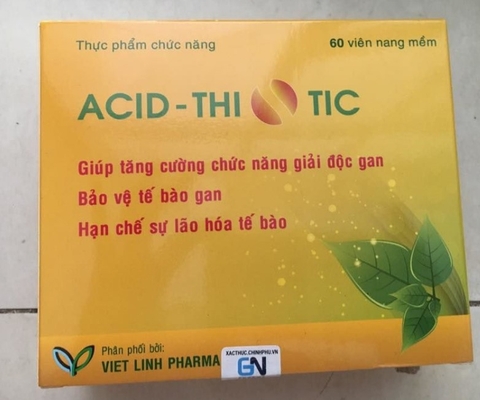 Thực phẩm chức năng
60 viên nang mềm
ACID - THI TIC
Giúp tăng cường chức năng giải độc gan
Bảo vệ tế bào gan
Hạn chế sự lão hóa tế bào
Phân phối bởi:
VIET LINH PHARMA
XACTHUC.CHINHPHU.VN
GN